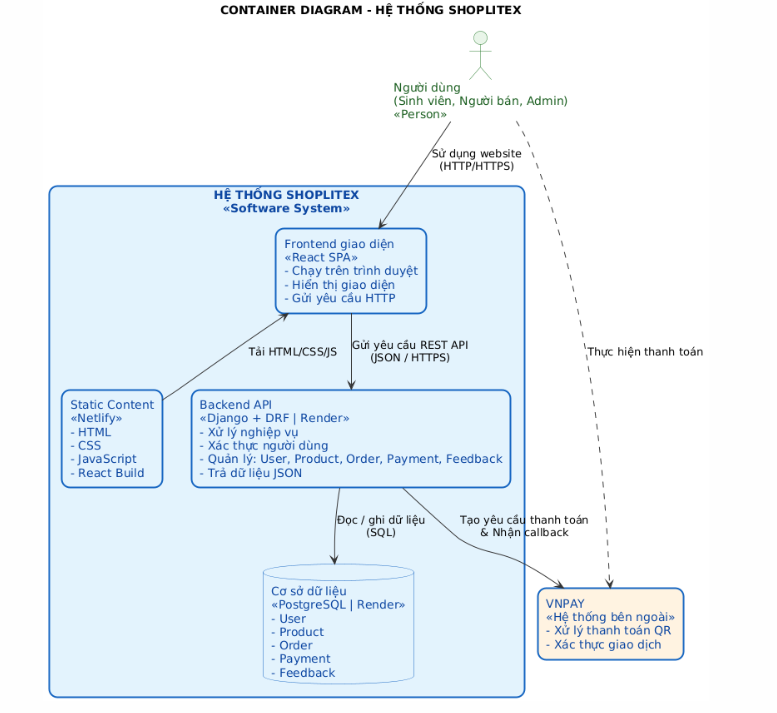 CONTAINER DIAGRAM - HỆ THỐNG SHOPLITEX
Người dùng
(Sinh viên, Người bán, Admin)
«Person»
Sử dụng website
(HTTP/HTTPS)
HỆ THỐNG SHOPLITEX
«Software System»
Frontend giao diện
«React SPA»
- Chạy trên trình duyệt
- Hiển thị giao diện
- Gửi yêu cầu HTTP
Tải HTML/CSS/JS
Gửi yêu cầu REST API
(JSON / HTTPS)
Thực hiện thanh toán
Static Content
«Netlify»
- HTML
- CSS
- JavaScript
- React Build
Backend API
«Django + DRF | Render»
- Xử lý nghiệp vụ
- Xác thực người dùng
- Quản lý: User, Product, Order, Payment, Feedback
- Trả dữ liệu JSON
Đọc / ghi dữ liệu
(SQL)
Tạo yêu cầu thanh toán
& Nhận callback
Cơ sở dữ liệu
«PostgreSQL | Render»
- User
- Product
- Order
- Payment
- Feedback
VNPAY
«Hệ thống bên ngoài»
- Xử lý thanh toán QR
- Xác thực giao dịch